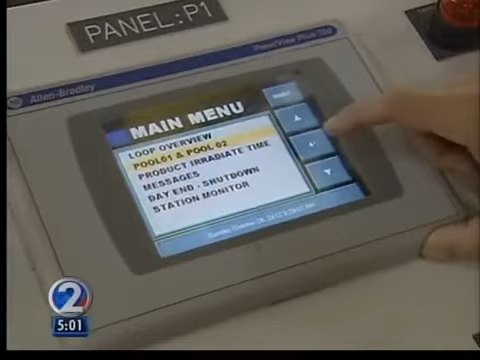 PANEL:P1
Allen-Bradley
PanelView Plus 700
MAIN MENU
LOOP OVERVIEW
POOL01 & POOL 02
PRODUCT IRRADIATE TIME
MESSAGES
DAY END - SHUTDOWN
STATION MONITOR
2
5:01